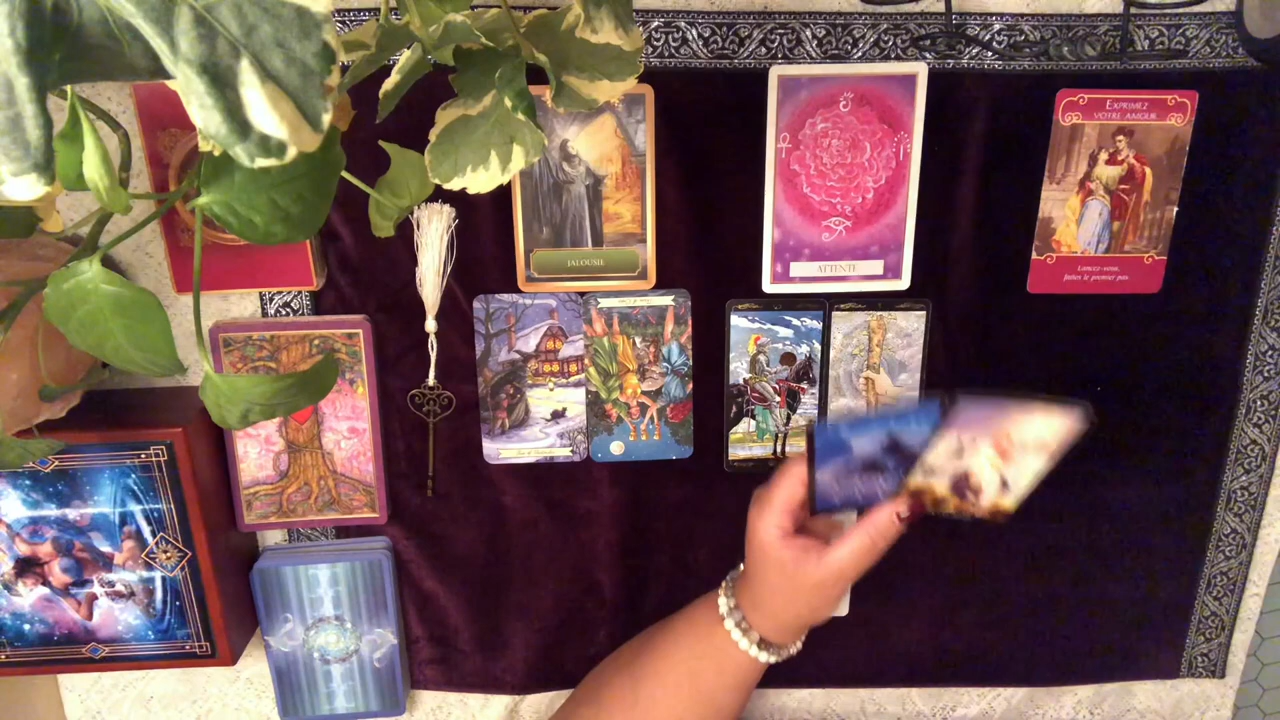 JALOUSIE
ATTENTE
EXPRIMEZ
VOTRE AMOUR
Lancez-vous,
faites le premier pas